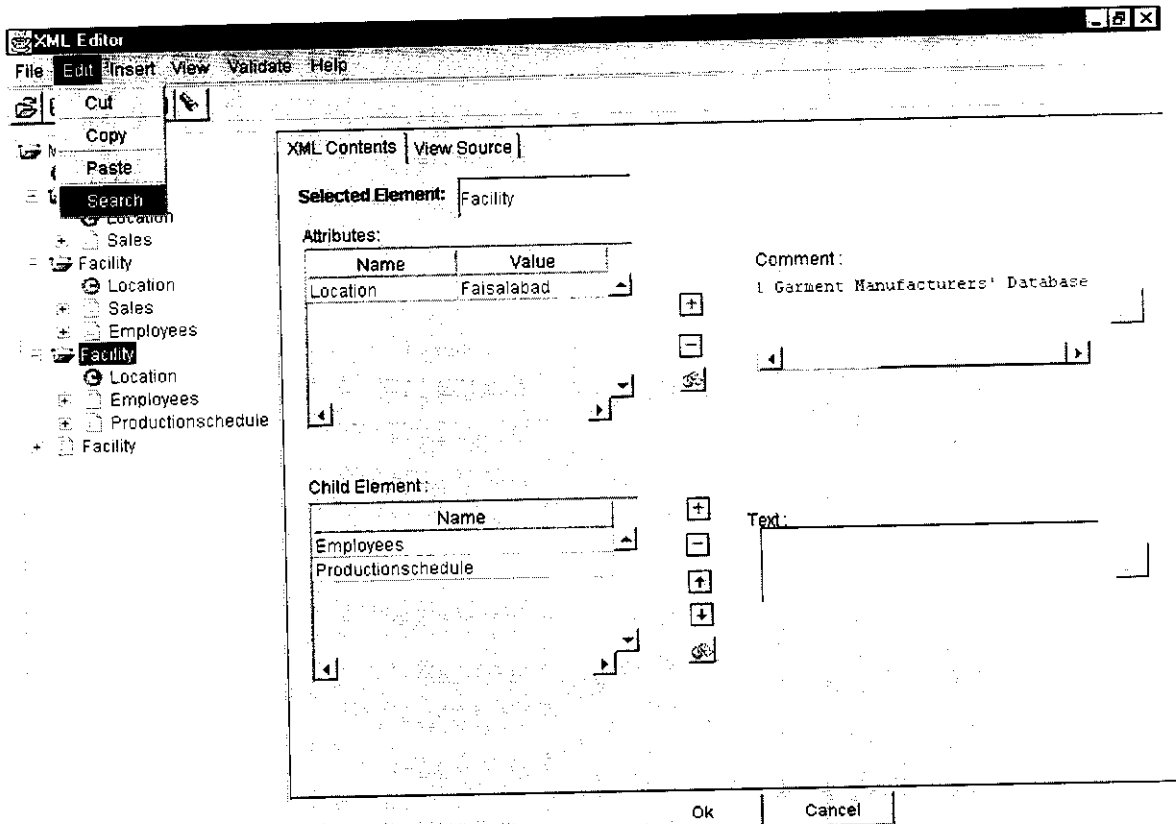 XML Editor
File Edit Insert View Validate Help
Cut
Copy
Paste
Search
Location
Sales
Facility
Location
Sales
Employees
Facility
Location
Employees
Productionschedule
Facility
XML Contents View Source
Selected Element: Facility
Attributes:
Name Value
Location Faisalabad
Comment:
Garment Manufacturers' Database
Child Element:
Name
Employees
Productionschedule
Text:
Ok Cancel